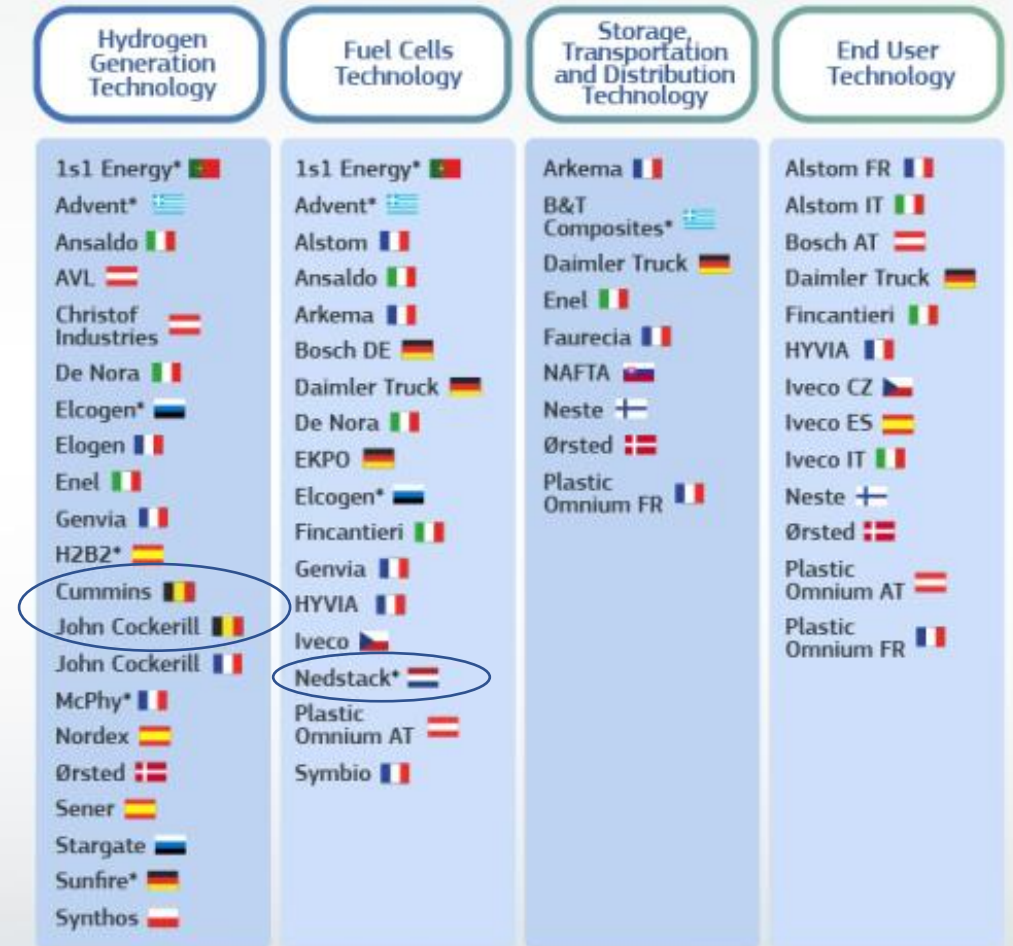 Hydrogen
Generation
Technology
1s1 Energy*
Advent*
Ansaldo
AVL
Christof
Industries
De Nora
Elcogen*
Elogen
Enel
Genvia
H2B2*
Cummins
John Cockerill
John Cockerill
McPhy*
Nordex
Ørsted
Sener
Stargate
Sunfire*
Synthos
Fuel Cells
Technology
1s1 Energy*
Advent*
Alstom
Ansaldo
Arkema
Bosch DE
Daimler Truck
De Nora
EKPO
Elcogen*
Fincantieri
Genvia
HYVIA
Iveco
Nedstack*
Plastic
Omnium AT
Symbio
Storage,
Transportation
and Distribution
Technology
Arkema
B&T
Composites*
Daimler Truck
Enel
Faurecia
NAFTA
Neste
Ørsted
Plastic
Omnium FR
End User
Technology
Alstom FR
Alstom IT
Bosch AT
Daimler Truck
Fincantieri
HYVIA
Iveco CZ
Iveco ES
Iveco IT
Neste
Ørsted
Plastic
Omnium AT
Plastic
Omnium FR